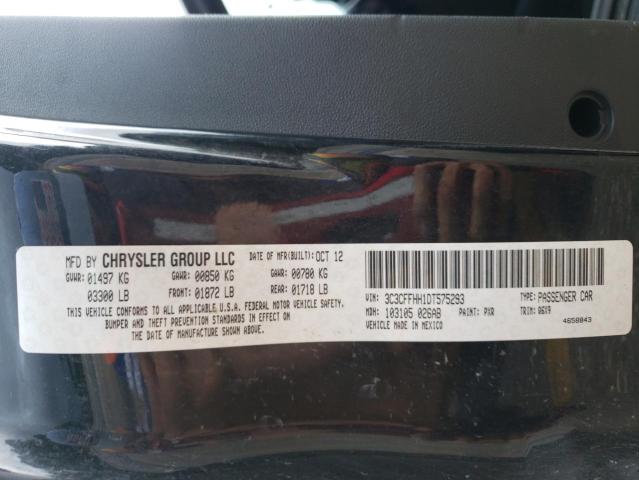 MFD BY CHRYSLER GROUP LLC DATE OF MFR(BUILT): OCT 12
GVWR: 01497 KG GAWR: 00850 KG GAWR: 00780 KG
03300 LB FRONT: 01872 LB REAR: 01718 LB
THIS VEHICLE CONFORMS TO ALL APPLICABLE U.S.A. FEDERAL MOTOR VEHICLE SAFETY,
BUMPER AND THEFT PREVENTION STANDARDS IN EFFECT ON
THE DATE OF MANUFACTURE SHOWN ABOVE.
VIN: 3C3CFFHH1DT575293 TYPE: PASSENGER CAR
MDH: 103105 026AB PAINT: PXR TRIM: Q6X9
VEHICLE MADE IN MEXICO 4658843